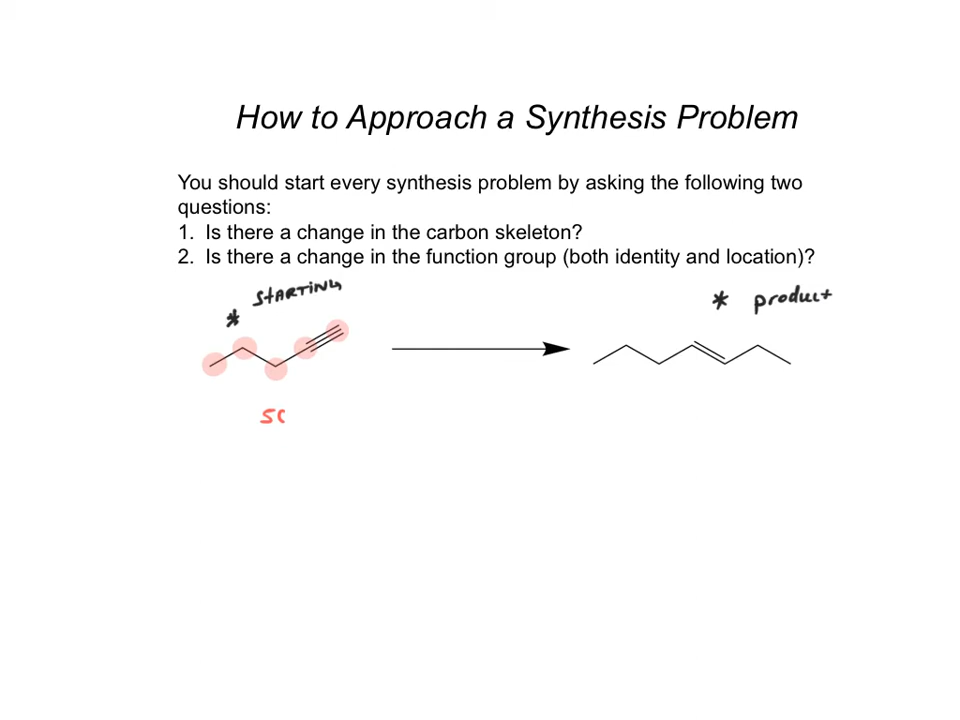 How to Approach a Synthesis Problem
You should start every synthesis problem by asking the following two
questions:
1. Is there a change in the carbon skeleton?
2. Is there a change in the function group (both identity and location)?
* STARTING
* product
5C